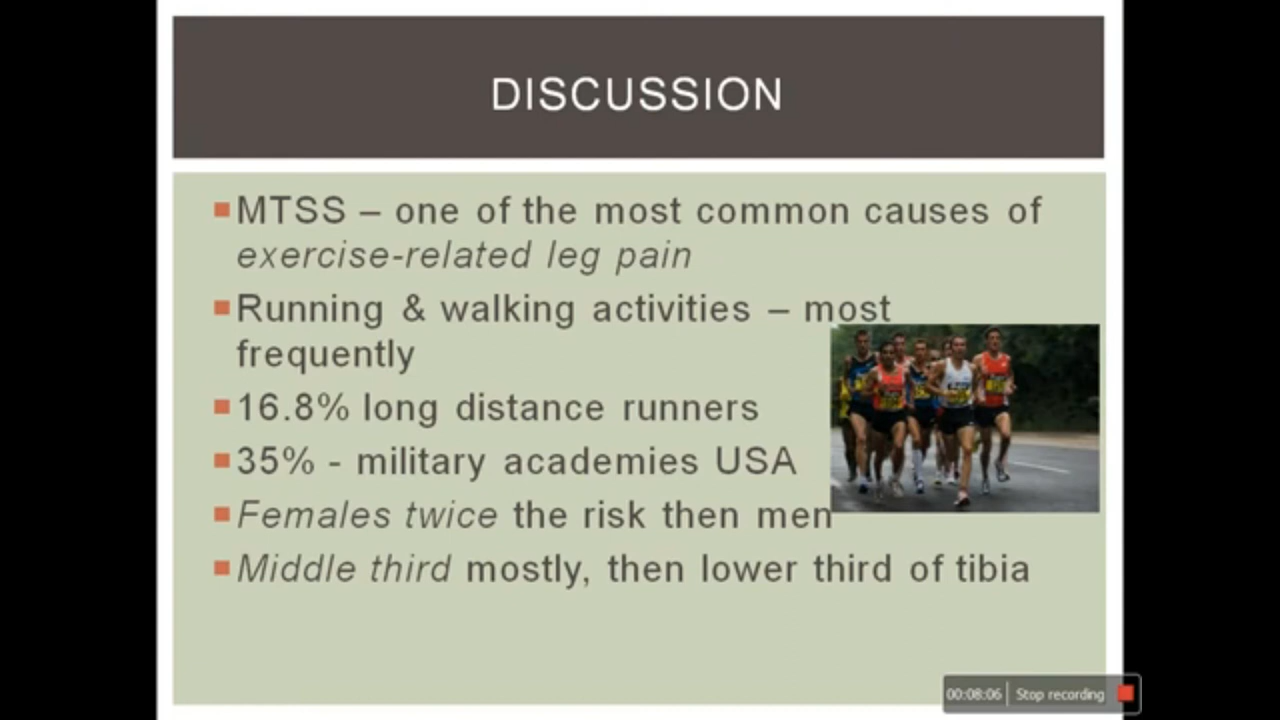 DISCUSSION
MTSS – one of the most common causes of
exercise-related leg pain
Running & walking activities – most
frequently
16.8% long distance runners
35% - military academies USA
Females twice the risk then men
Middle third mostly, then lower third of tibia
00:08:06 Stop recording